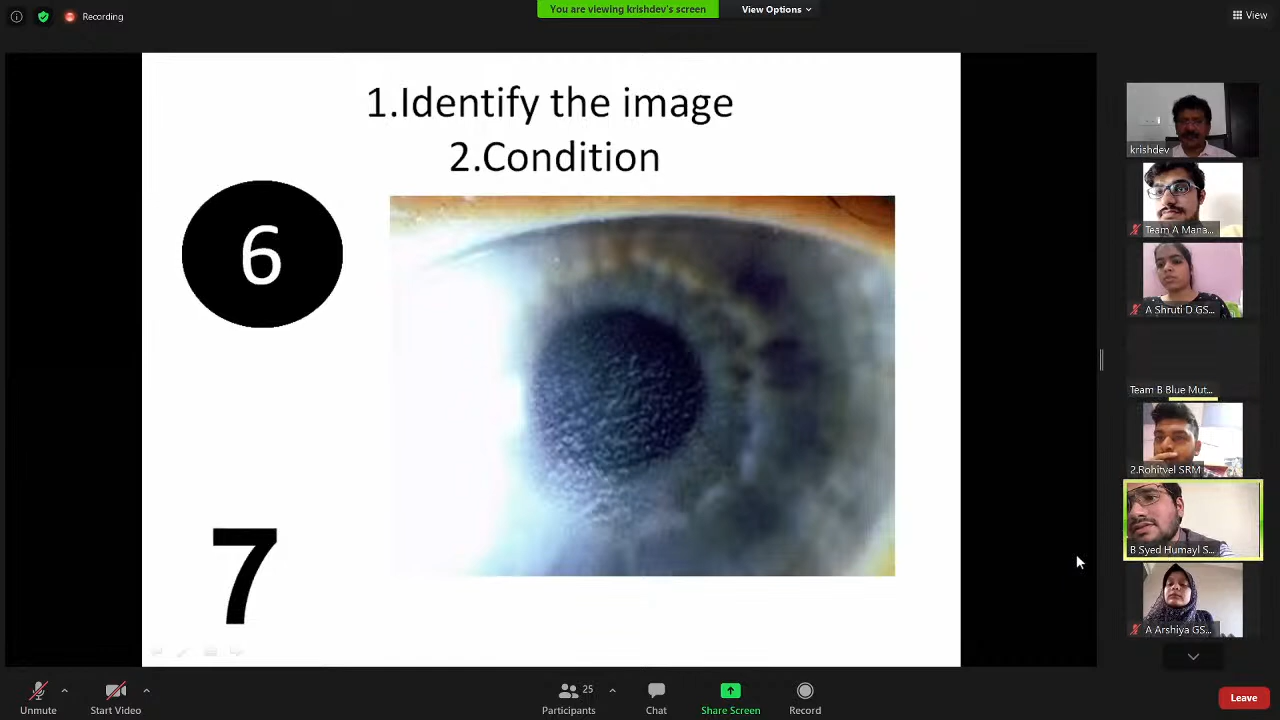 Recording
You are viewing krishdev's screen
View Options
View
1.Identify the image
2.Condition
6
7
krishdev
Team A Mana...
A Shruti D GS...
Team B Blue Mut...
2.Rohitvel SRM
B Syed Humayl S...
A Arshiya GS...
Unmute
Start Video
25
Participants
Chat
Share Screen
Record
Leave